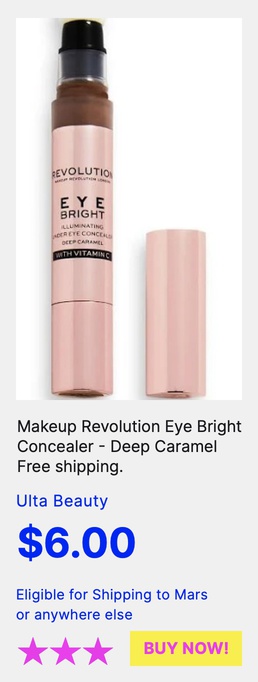 REVOLUTION
MAKEUP REVOLUTION LONDON
EYE
BRIGHT
ILLUMINATING
UNDER EYE CONCEALER
DEEP CARAMEL
WITH VITAMIN C
Makeup Revolution Eye Bright
Concealer - Deep Caramel
Free shipping.
Ulta Beauty
$6.00
Eligible for Shipping to Mars
or anywhere else
BUY NOW!